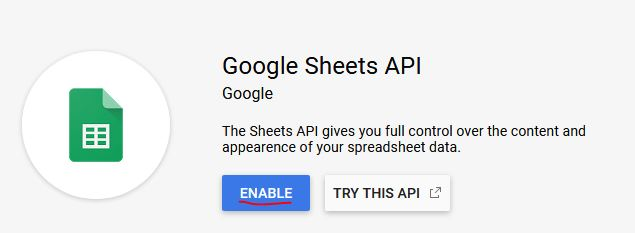 Google Sheets API
Google
The Sheets API gives you full control over the content and
appearence of your spreadsheet data.
ENABLE
TRY THIS API